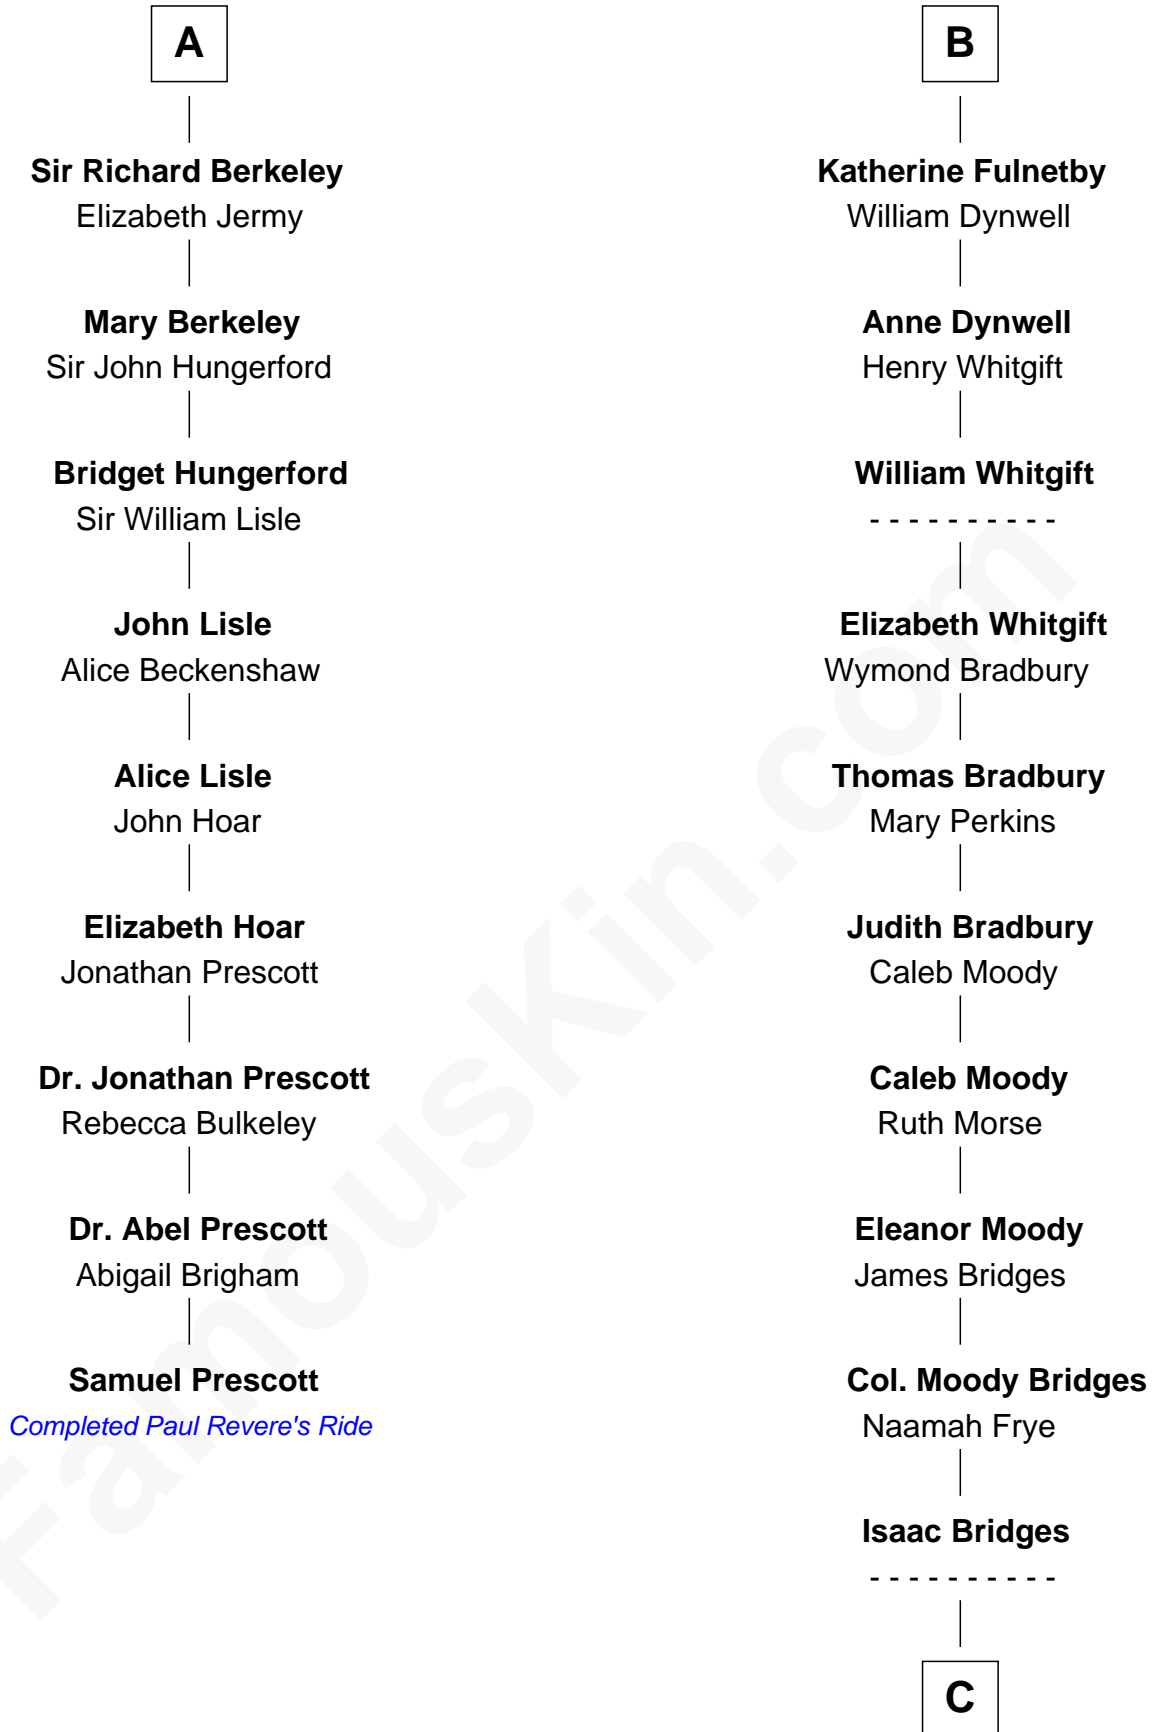 A
Sir Richard Berkeley
Elizabeth Jermy
Mary Berkeley
Sir John Hungerford
Bridget Hungerford
Sir William Lisle
John Lisle
Alice Beckenshaw
Alice Lisle
John Hoar
Elizabeth Hoar
Jonathan Prescott
Dr. Jonathan Prescott
Rebecca Bulkeley
Dr. Abel Prescott
Abigail Brigham
Samuel Prescott
Completed Paul Revere's Ride
B
Katherine Fulnetby
William Dynwell
Anne Dynwell
Henry Whitgift
William Whitgift
- - - - - - - - - -
Elizabeth Whitgift
Wymond Bradbury
Thomas Bradbury
Mary Perkins
Judith Bradbury
Caleb Moody
Caleb Moody
Ruth Morse
Eleanor Moody
James Bridges
Col. Moody Bridges
Naamah Frye
Isaac Bridges
- - - - - - - - - -
C
FamousKin.com